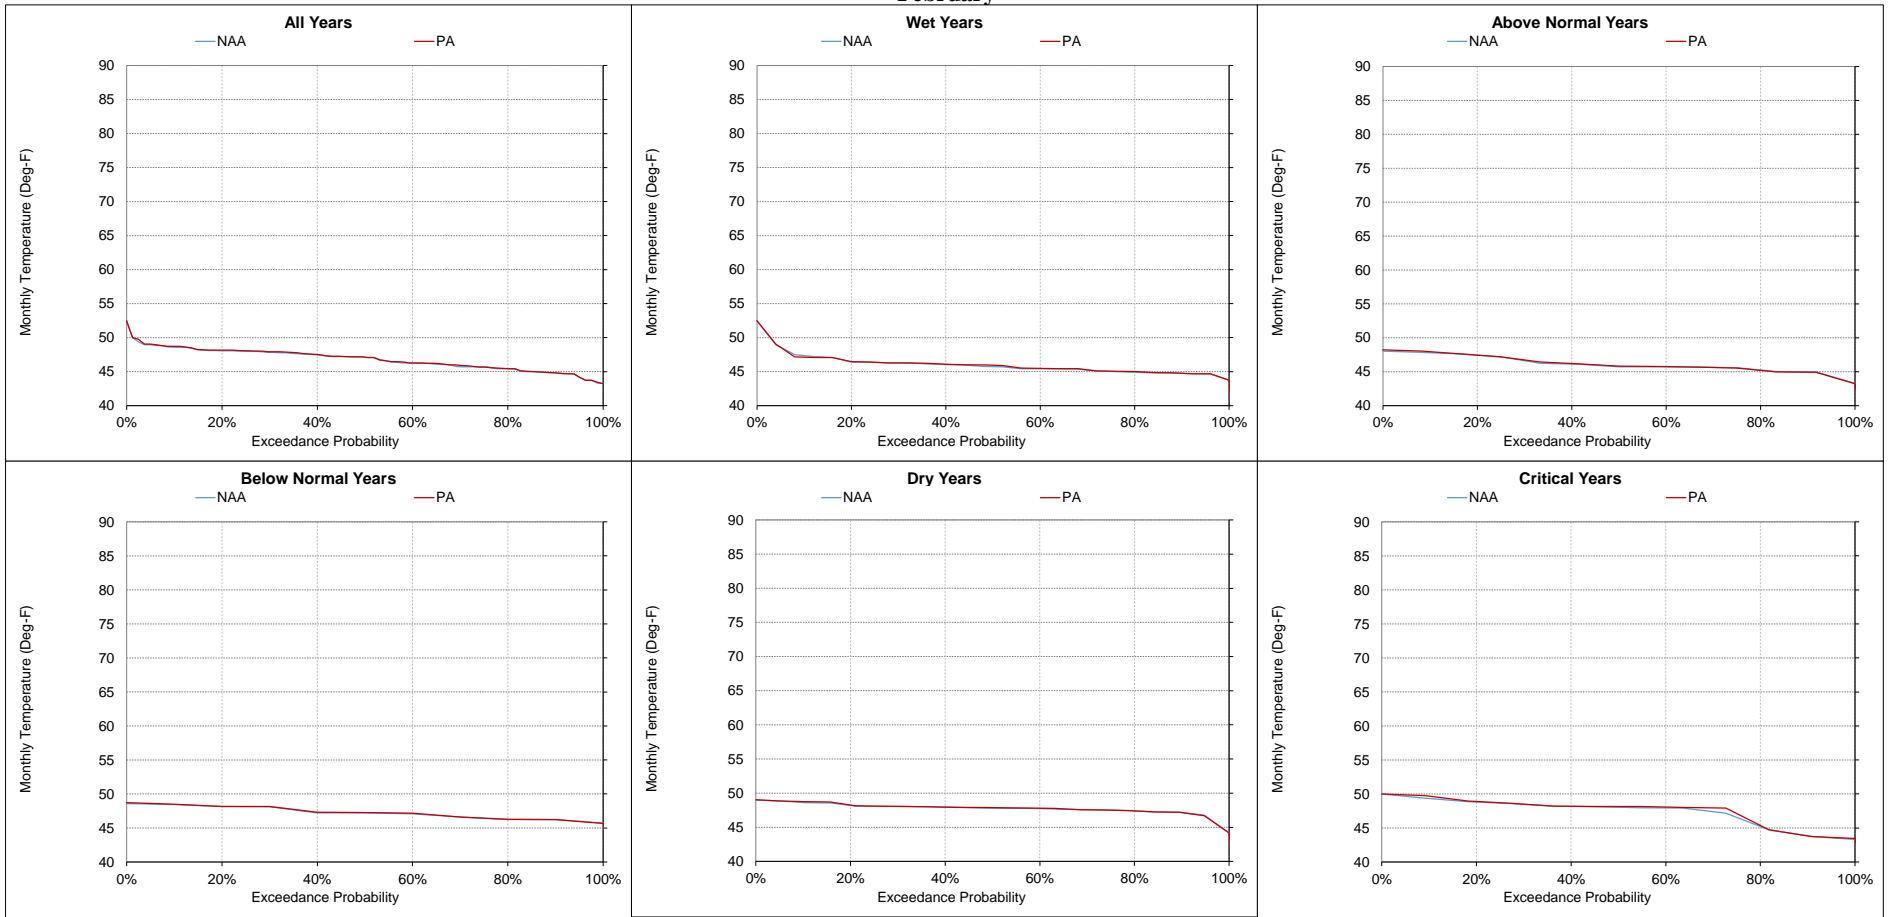 All Years
NAA PA
90
85
80
75
70
65
60
55
50
45
40
0% 20% 40% 60% 80% 100%
Monthly Temperature (Deg-F)
Exceedance Probability
Wet Years
NAA PA
90
85
80
75
70
65
60
55
50
45
40
0% 20% 40% 60% 80% 100%
Monthly Temperature (Deg-F)
Exceedance Probability
Above Normal Years
NAA PA
90
85
80
75
70
65
60
55
50
45
40
0% 20% 40% 60% 80% 100%
Monthly Temperature (Deg-F)
Exceedance Probability
Below Normal Years
NAA PA
90
85
80
75
70
65
60
55
50
45
40
0% 20% 40% 60% 80% 100%
Monthly Temperature (Deg-F)
Exceedance Probability
Dry Years
NAA PA
90
85
80
75
70
65
60
55
50
45
40
0% 20% 40% 60% 80% 100%
Monthly Temperature (Deg-F)
Exceedance Probability
Critical Years
NAA PA
90
85
80
75
70
65
60
55
50
45
40
0% 20% 40% 60% 80% 100%
Monthly Temperature (Deg-F)
Exceedance Probability